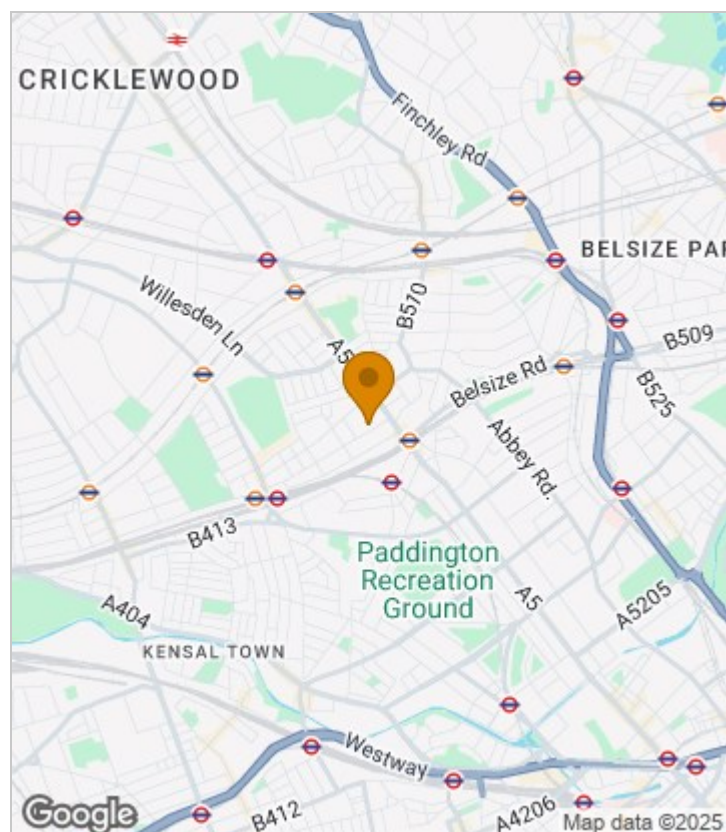 CRICKLEWOOD
Finchley Rd
BELSIZE PAR
Willesden Ln
B510
A5
B509
Belsize Rd
B525
Abbey Rd.
B413
Paddington
Recreation
Ground
A5
A404
A5205
KENSAL TOWN
Westway
B412
A4206
Google
Map data ©2025